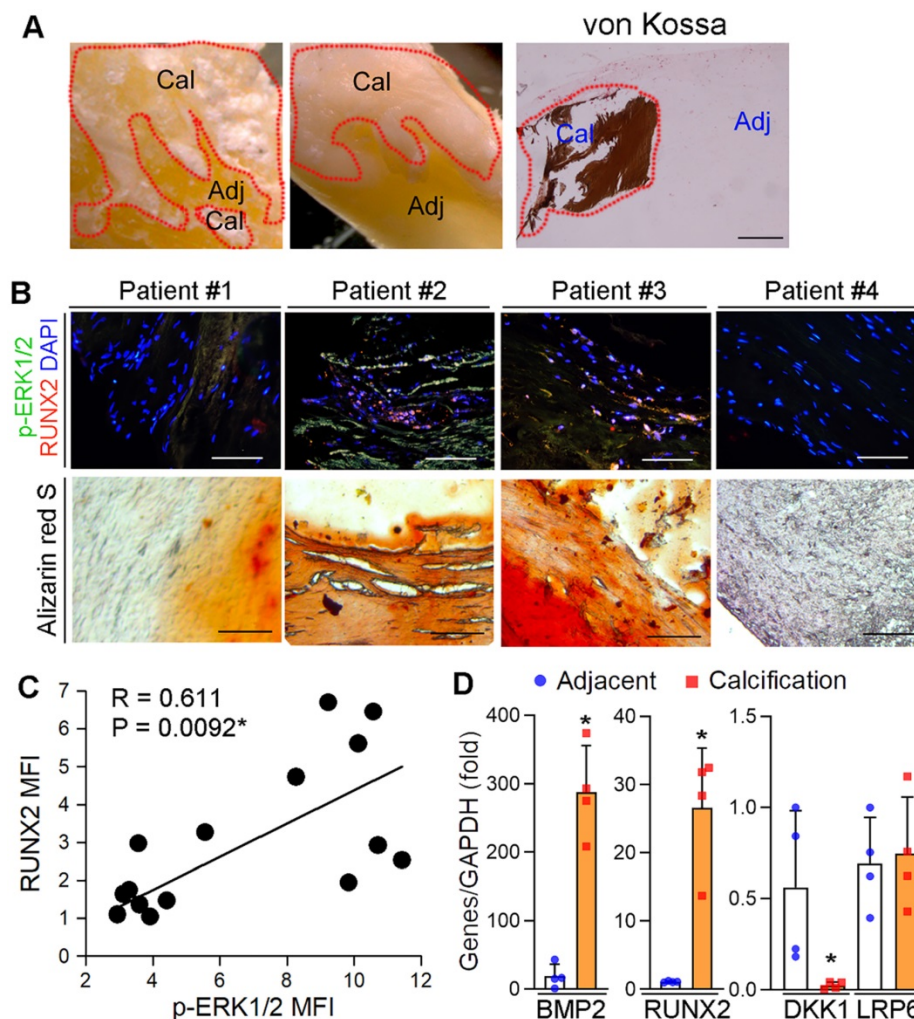 A
von Kossa
Cal
Adj
Cal
Cal
Adj
Cal
Adj
B
Patient #1
Patient #2
Patient #3
Patient #4
p-ERK1/2
RUNX2 DAPI
Alizarin red S
C
R = 0.611
P = 0.0092*
RUNX2 MFI
7
6
5
4
3
2
1
0
2
4
6
8
10
12
p-ERK1/2 MFI
D
Adjacent
Calcification
Genes/GAPDH (fold)
400
300
200
100
0
*
BMP2
40
30
20
10
0
*
RUNX2
1.5
1.0
0.5
0.0
*
DKK1 LRP6